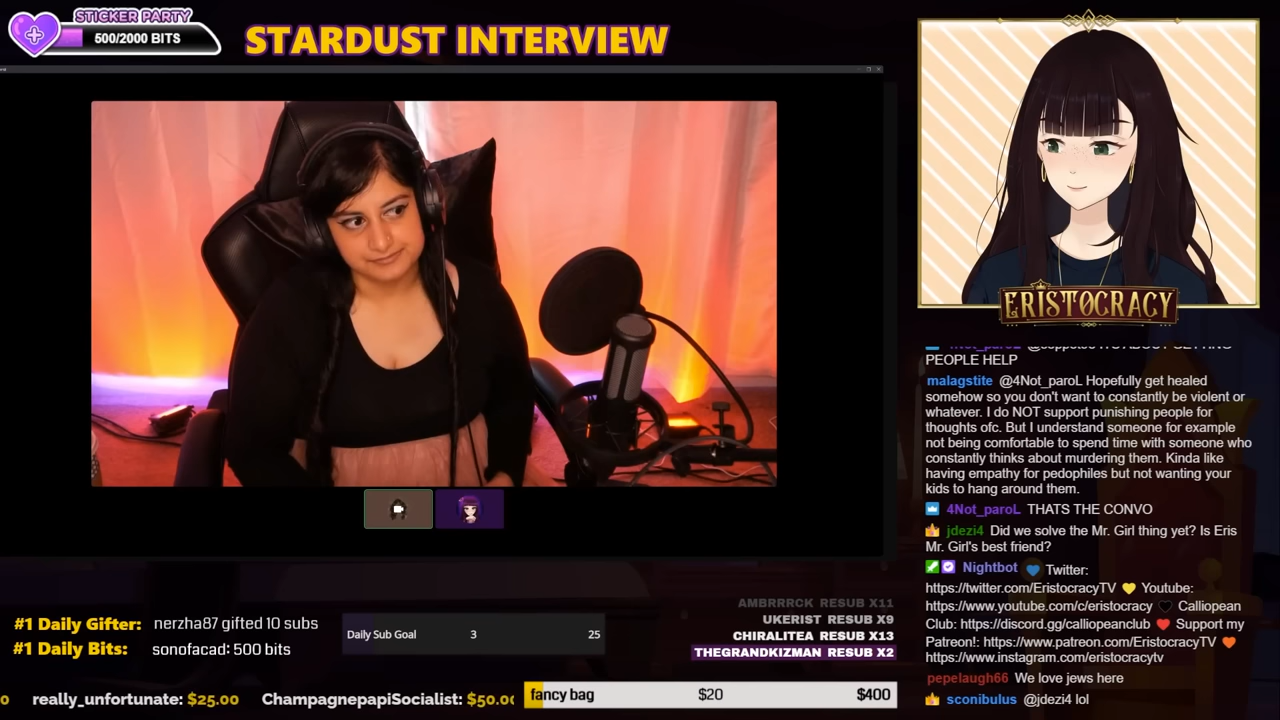 STICKER PARTY
500/2000 BITS
STARDUST INTERVIEW
ERISTOCRACY
PEOPLE HELP
malagstite @4Not_paroL Hopefully get healed
somehow so you don't want to constantly be violent or
whatever. I do NOT support punishing people for
thoughts ofc. But I understand someone for example
not being comfortable to spend time with someone who
constantly thinks about murdering them. Kinda like
having empathy for pedophiles but not wanting your
kids to hang around them.
4Not_paroL THATS THE CONVO
jdezi4 Did we solve the Mr. Girl thing yet? Is Eris
Mr. Girl's best friend?
Nightbot 💙 Twitter:
https://twitter.com/EristocracyTV 💛 Youtube:
https://www.youtube.com/c/eristocracy 🖤 Calliopean
Club: https://discord.gg/calliopeanclub ❤️ Support my
Patreon!: https://www.patreon.com/EristocracyTV 🧡
https://www.instagram.com/eristocracytv
pepelaugh66 We love jews here
sconibulus @jdezi4 lol
#1 Daily Gifter: nerzha87 gifted 10 subs
#1 Daily Bits: sonofacad: 500 bits
Daily Sub Goal 3 25
AMBRRRCK RESUB X11
UKERIST RESUB X9
CHIRALITEA RESUB X13
THEGRANDKIZMAN RESUB X2
0 really_unfortunate: $25.00 ChampagnepapiSocialist: $50.0
fancy bag $20 $400